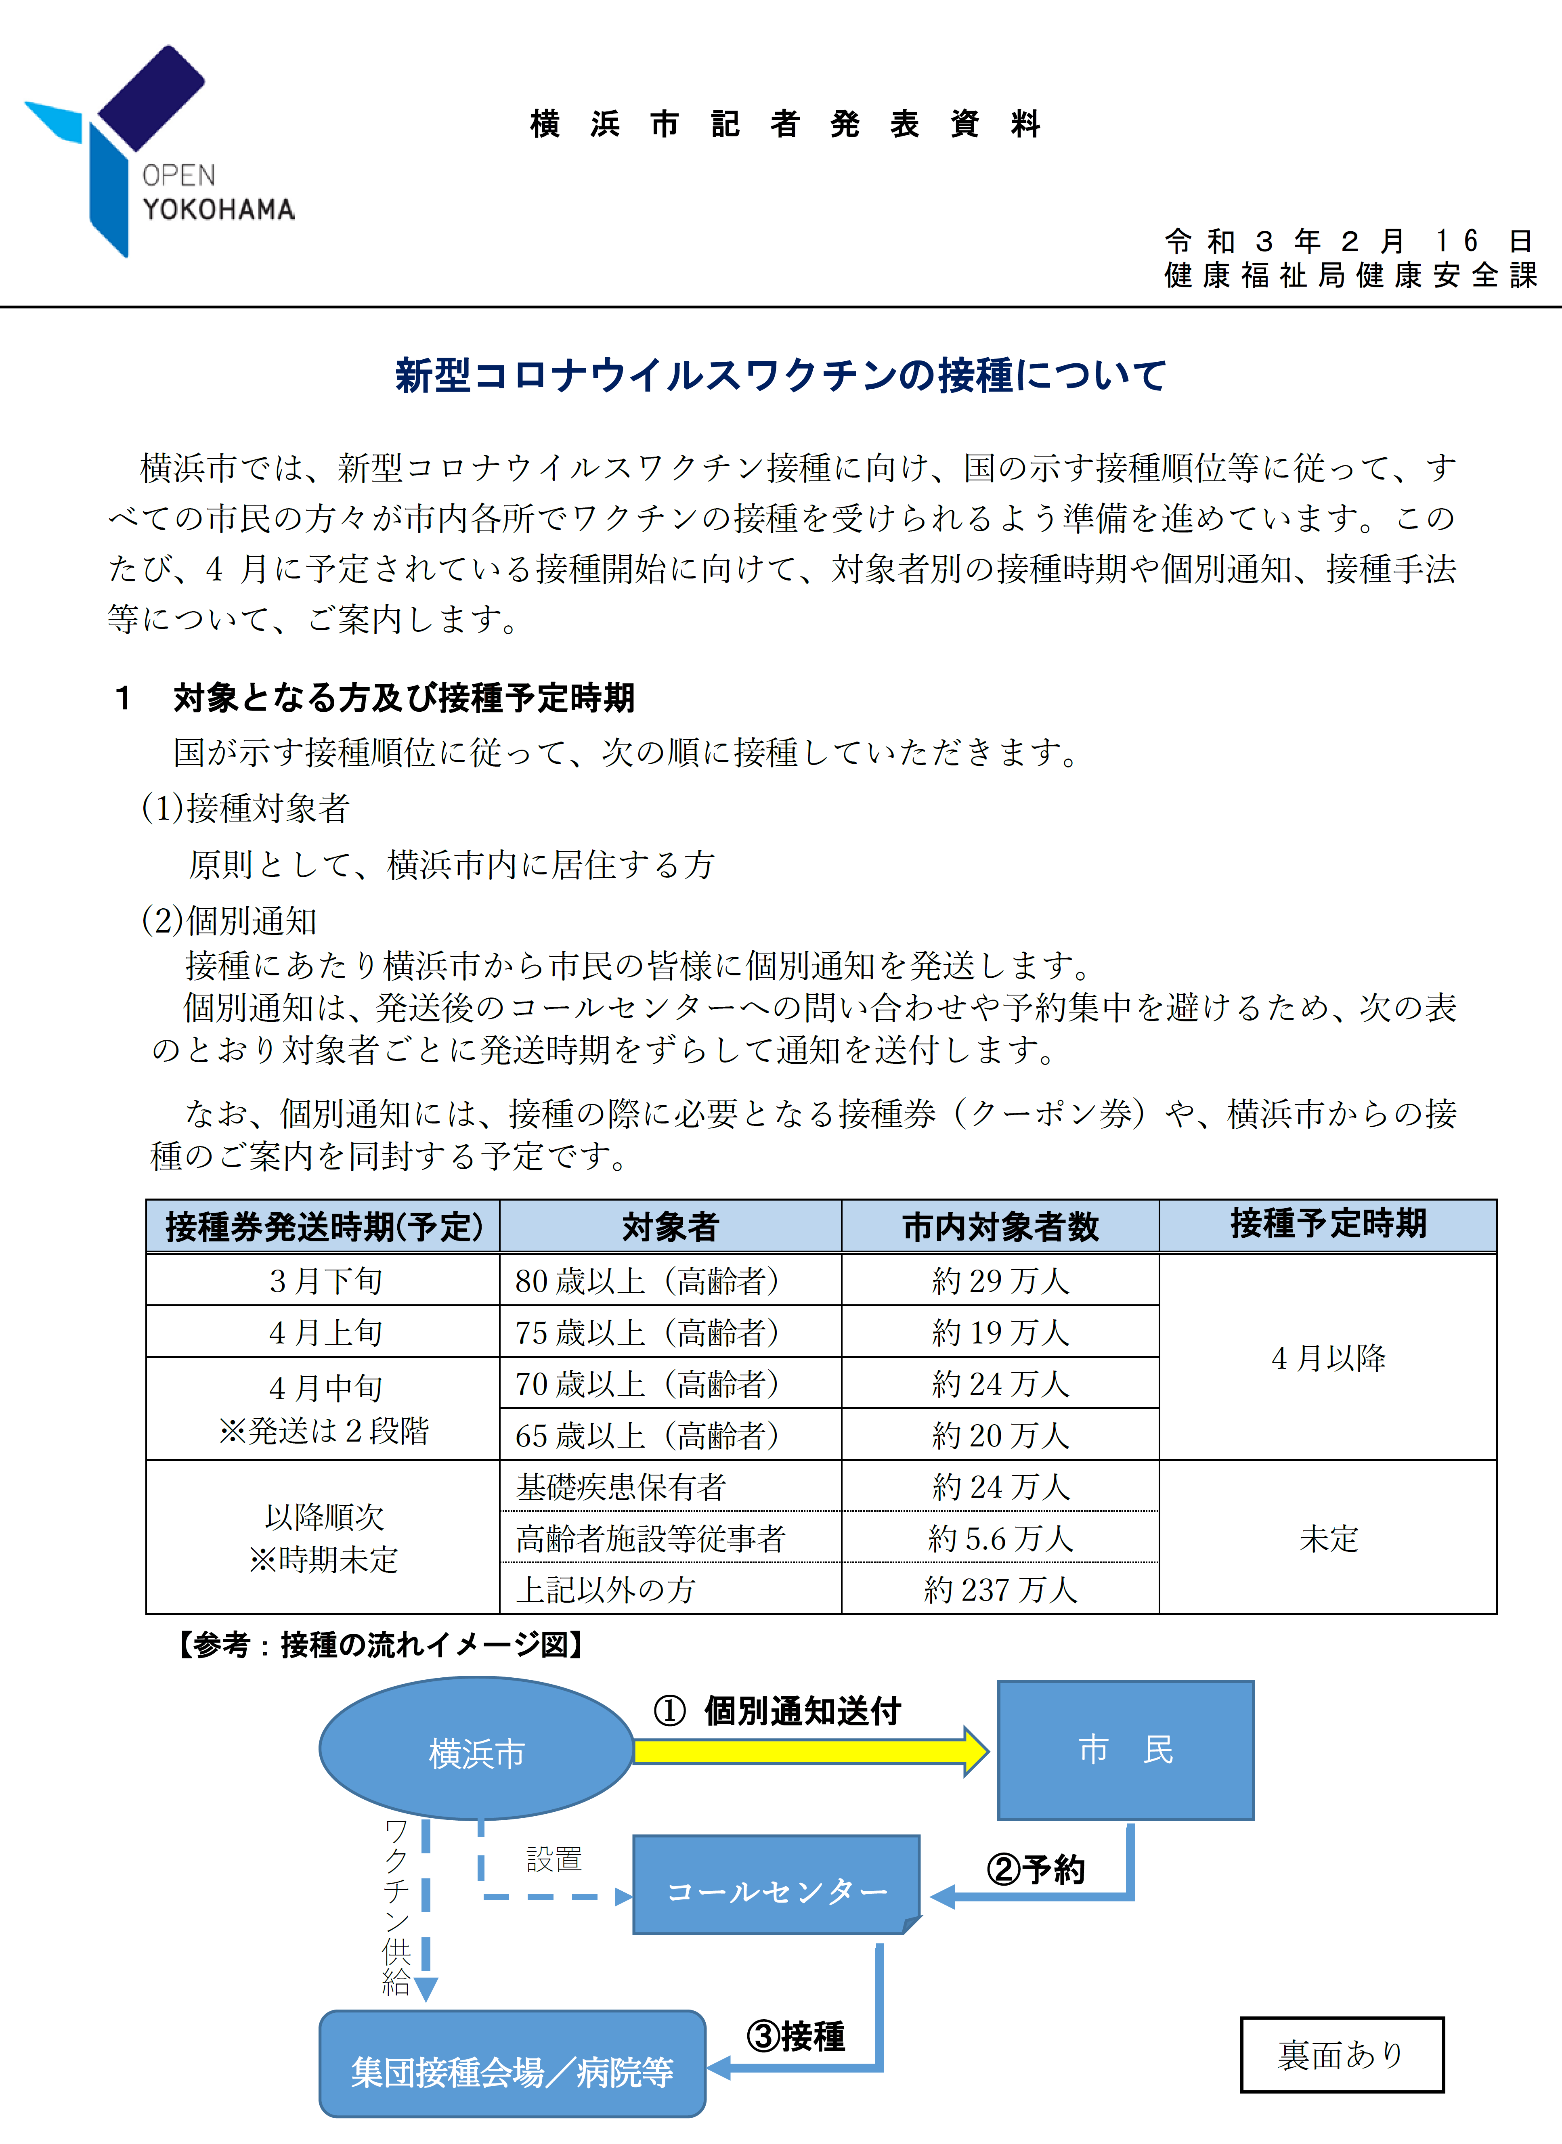 OPEN
YOKOHAMA
横浜市記者発表資料
令和3年2月16日
健康福祉局健康安全課
新型コロナウイルスワクチンの接種について
横浜市では、新型コロナウイルスワクチン接種に向け、国の示す接種順位等に従って、す
べての市民の方々が市内各所でワクチンの接種を受けられるよう準備を進めています。この
たび、4 月に予定されている接種開始に向けて、対象者別の接種時期や個別通知、接種手法
等について、ご案内します。
1 対象となる方及び接種予定時期
国が示す接種順位に従って、次の順に接種していただきます。
(1)接種対象者
原則として、横浜市内に居住する方
(2)個別通知
接種にあたり横浜市から市民の皆様に個別通知を発送します。
個別通知は、発送後のコールセンターへの問い合わせや予約集中を避けるため、次の表
のとおり対象者ごとに発送時期をずらして通知を送付します。
なお、個別通知には、接種の際に必要となる接種券（クーポン券）や、横浜市からの接
種のご案内を同封する予定です。
接種券発送時期(予定) 対象者 市内対象者数 接種予定時期
3月下旬 80歳以上（高齢者） 約29万人
4月上旬 75歳以上（高齢者） 約19万人
4月以降
4月中旬
※発送は2段階
70歳以上（高齢者） 約24万人
65歳以上（高齢者） 約20万人
以降順次
※時期未定
基礎疾患保有者 約24万人
高齢者施設等従事者 約5.6万人
未定
上記以外の方 約237万人
【参考：接種の流れイメージ図】
横浜市
① 個別通知送付
市 民
ワクチン供給
設置
コールセンター
②予約
③接種
集団接種会場／病院等
裏面あり